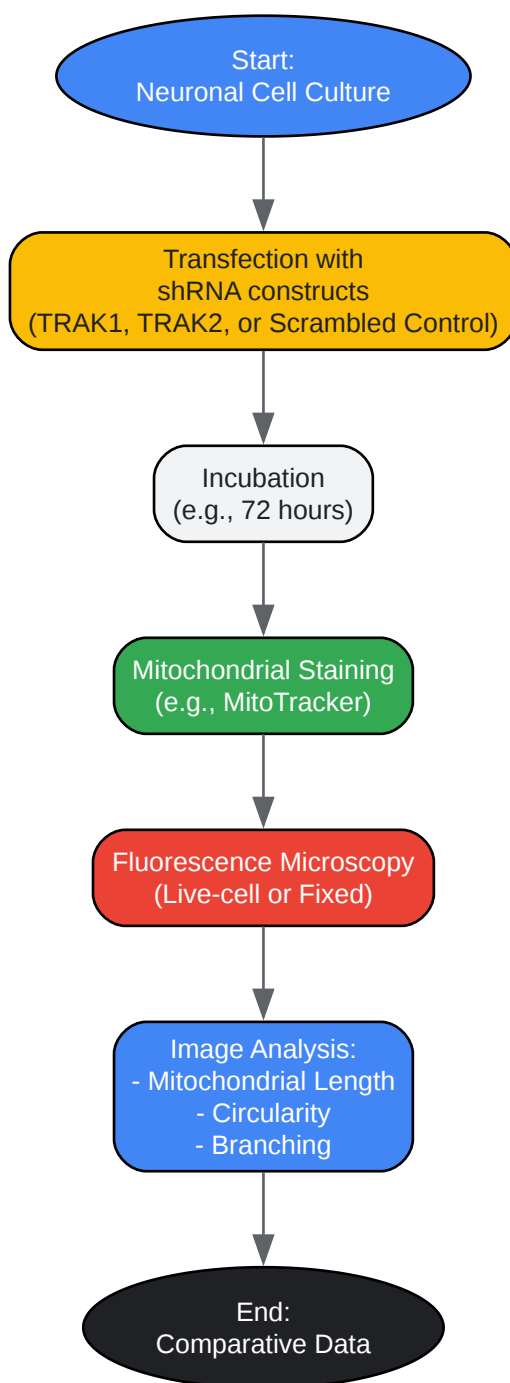 Start:
Neuronal Cell Culture
Transfection with
shRNA constructs
(TRAK1, TRAK2, or Scrambled Control)
Incubation
(e.g., 72 hours)
Mitochondrial Staining
(e.g., MitoTracker)
Fluorescence Microscopy
(Live-cell or Fixed)
Image Analysis:
- Mitochondrial Length
- Circularity
- Branching
End:
Comparative Data